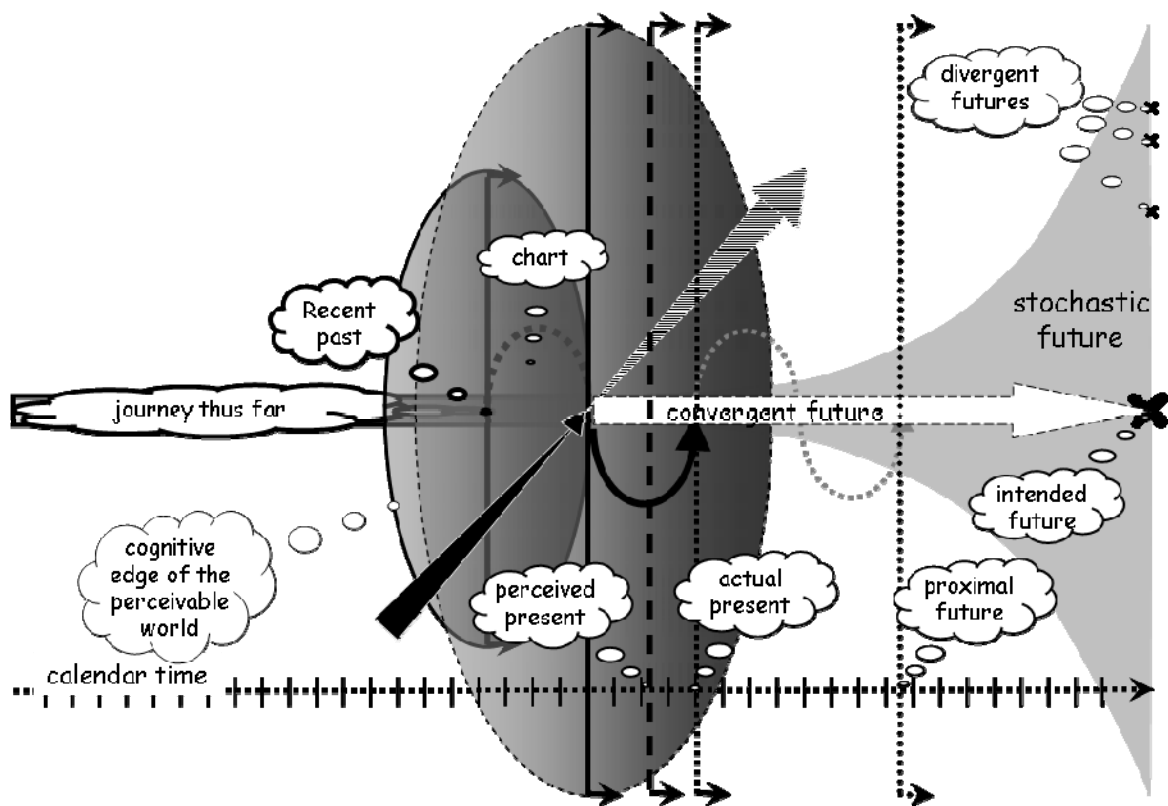 divergent
futures
chart
Recent
past
stochastic
future
journey thus far
convergent future
cognitive
edge of the
perceivable
world
perceived
present
actual
present
intended
future
proximal
future
calendar time